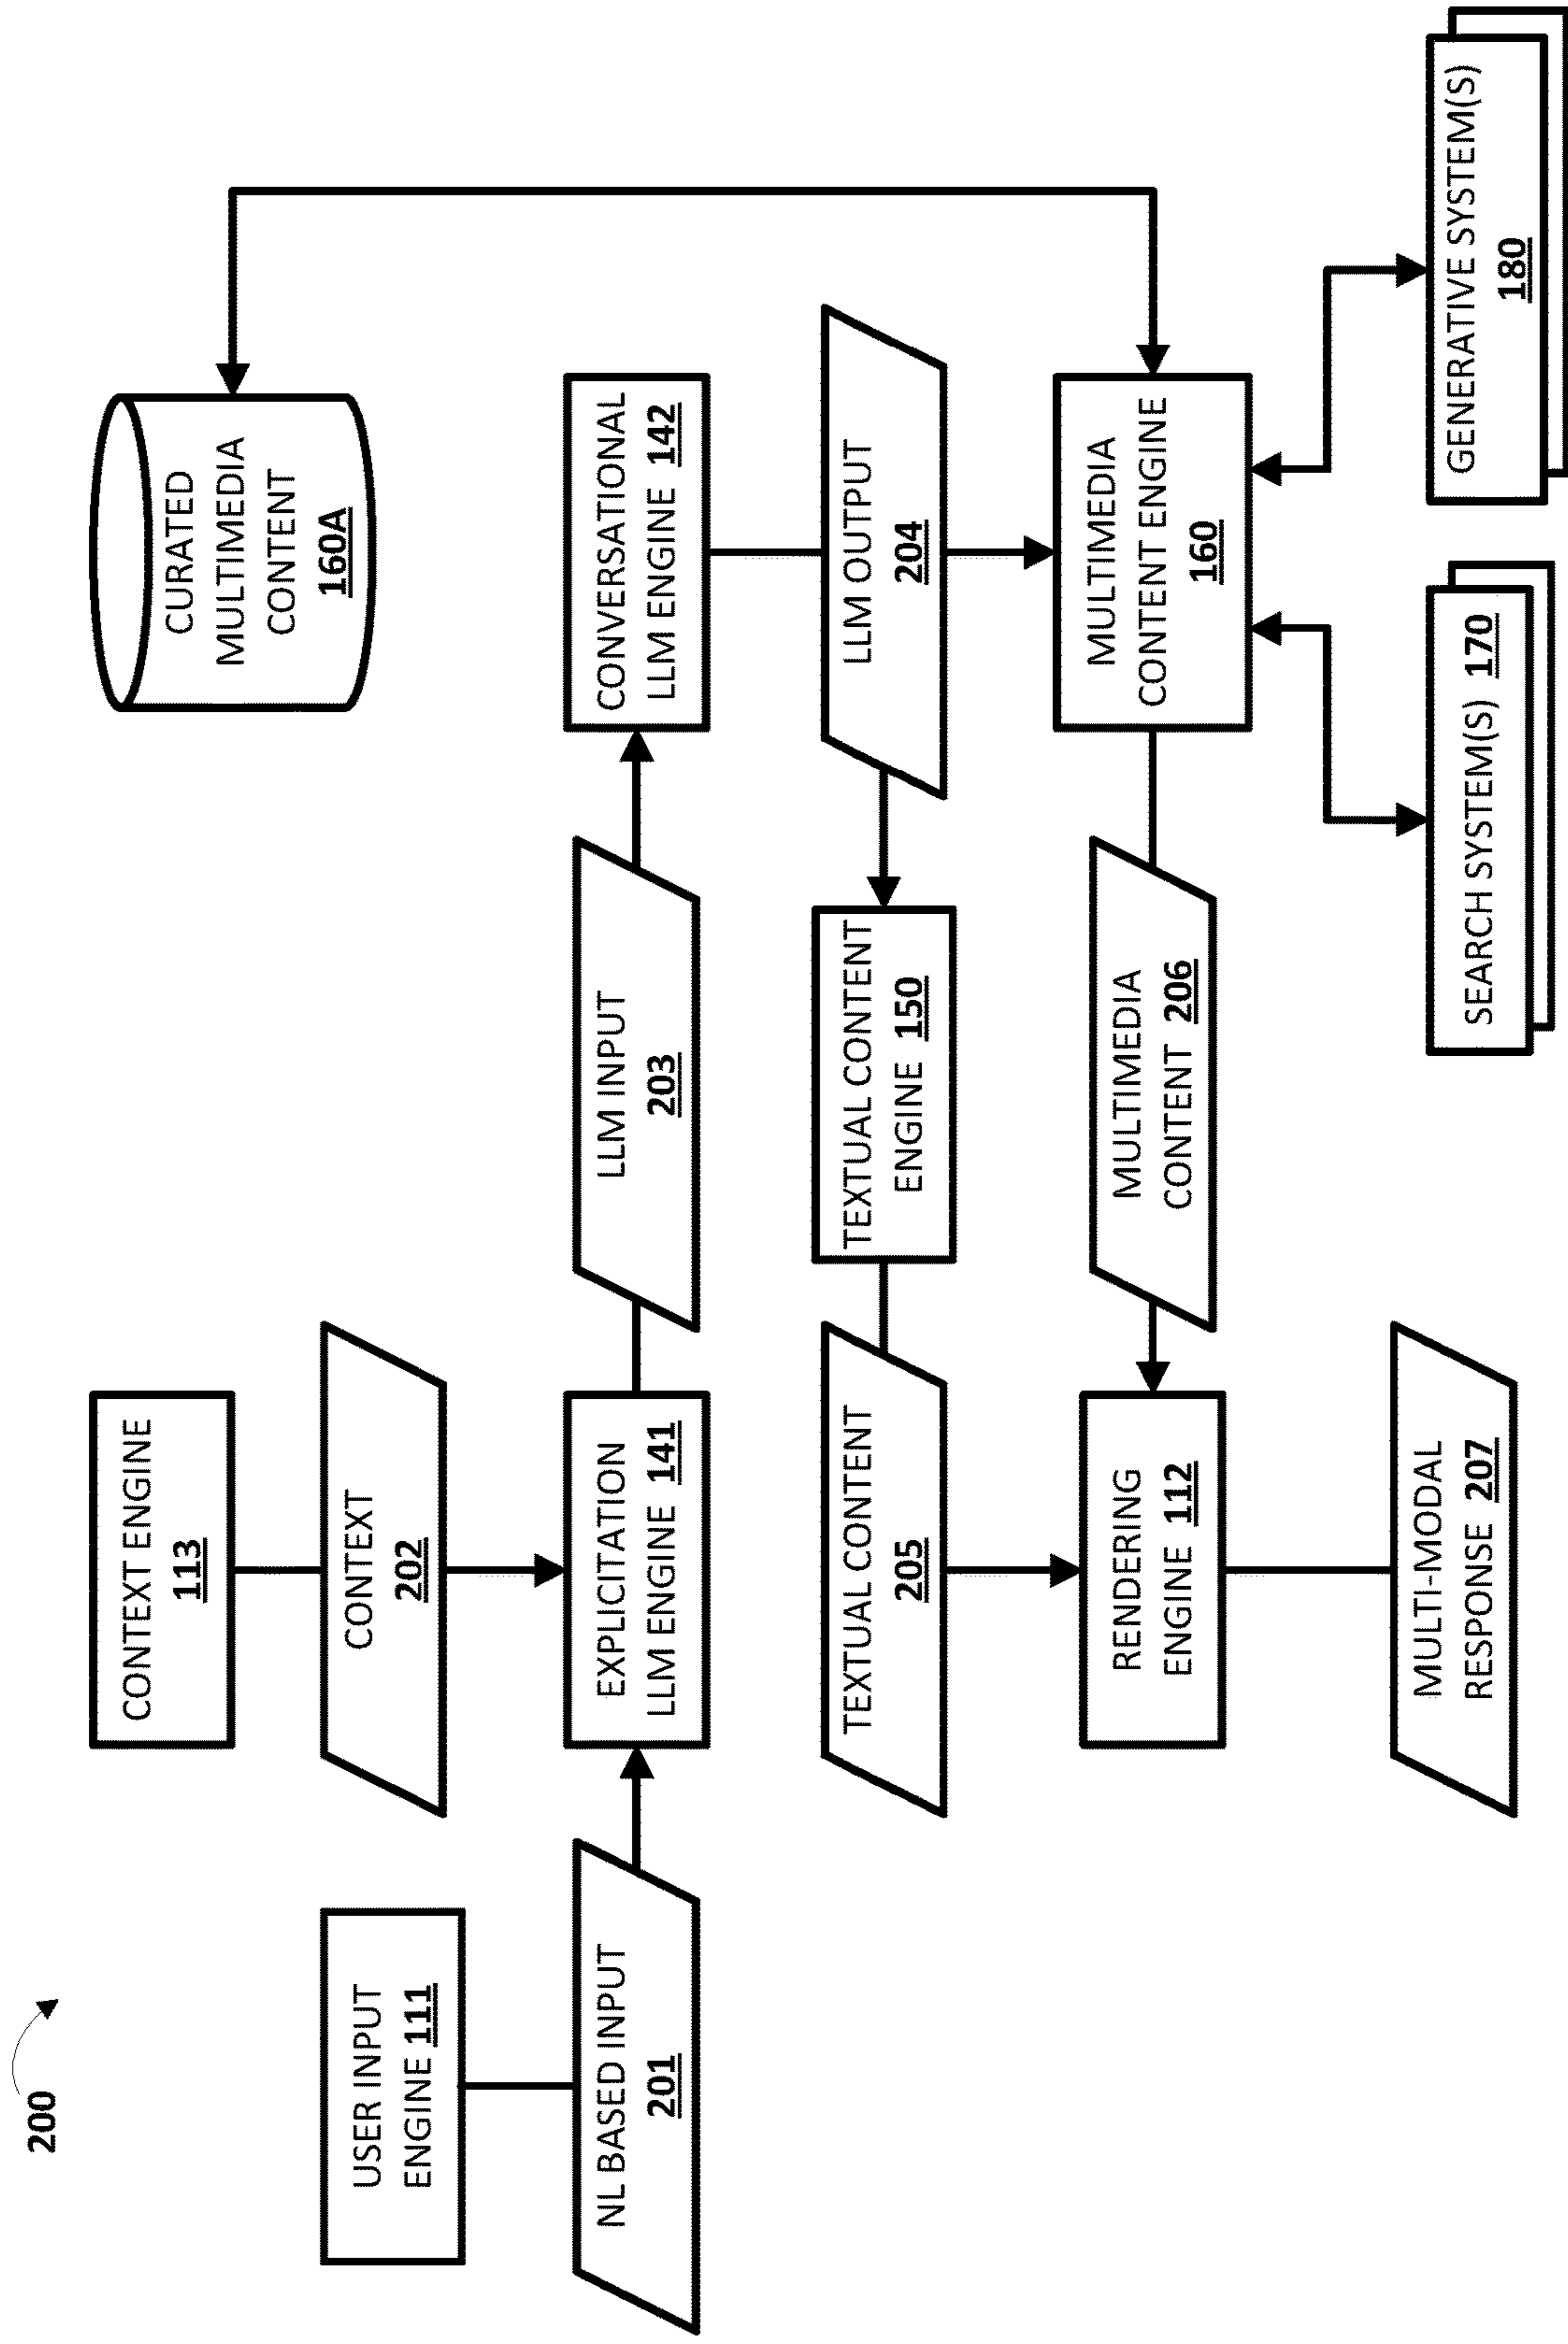 200
CONTEXT ENGINE
113
CURATED
MULTIMEDIA
CONTENT
160A
USER INPUT
ENGINE 111
CONTEXT
202
NL BASED INPUT
201
EXPLICITATION
LLM ENGINE 141
LLM INPUT
203
CONVERSATIONAL
LLM ENGINE 142
TEXTUAL CONTENT
205
TEXTUAL CONTENT
ENGINE 150
LLM OUTPUT
204
RENDERING
ENGINE 112
MULTIMEDIA
CONTENT 206
MULTIMEDIA
CONTENT ENGINE
160
MULTI-MODAL
RESPONSE 207
SEARCH SYSTEM(S) 170
GENERATIVE SYSTEM(S)
180